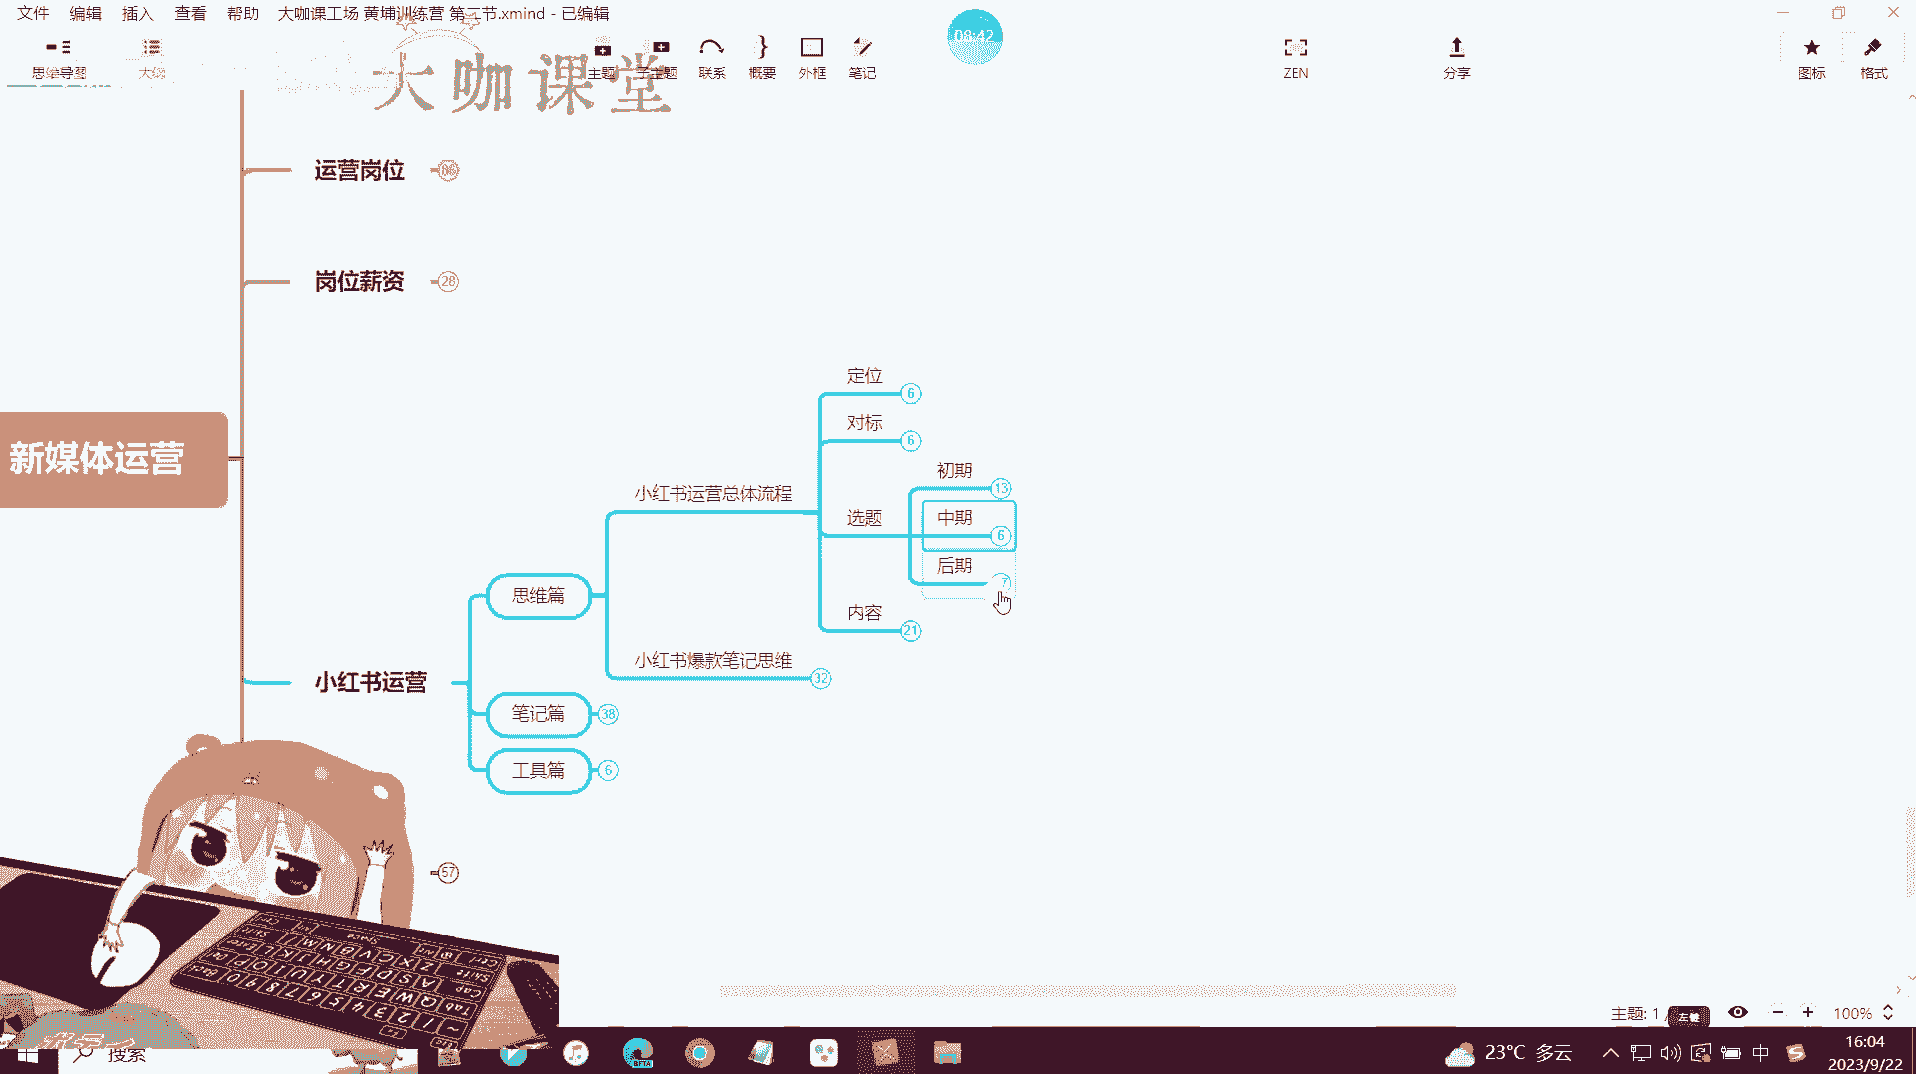 文件 编辑 插入 查看 帮助 大咖课工场 黄埔训练营 第二节.xmind - 已编辑
08:42
思维导图 大纲 主题 子主题 联系 概要 外框 笔记 ZEN 分享 图标 格式
大咖课堂
运营岗位
岗位薪资 28
新媒体运营
定位 6
对标 6
初期 13
小红书运营总体流程
选题
中期 6
后期 7
思维篇
内容 21
小红书爆款笔记思维 32
小红书运营
笔记篇 38
工具篇 6
57
主题: 1 /
左键
100%
搜索
BETA
23°C 多云
中
16:04
2023/9/22